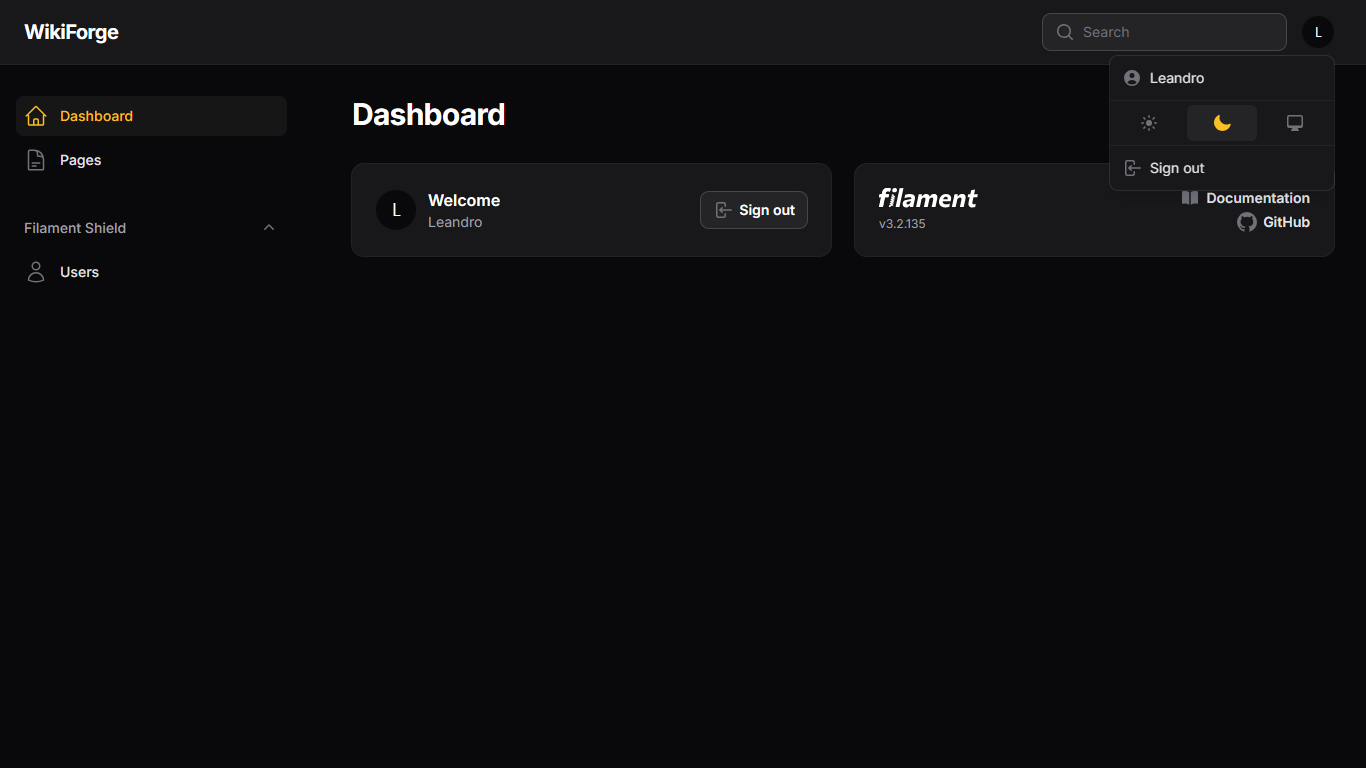 WikiForge
Search
L
Leandro
Sign out
Dashboard
Pages
Filament Shield
Users
Dashboard
L
Welcome
Leandro
Sign out
filament
v3.2.135
Documentation
GitHub